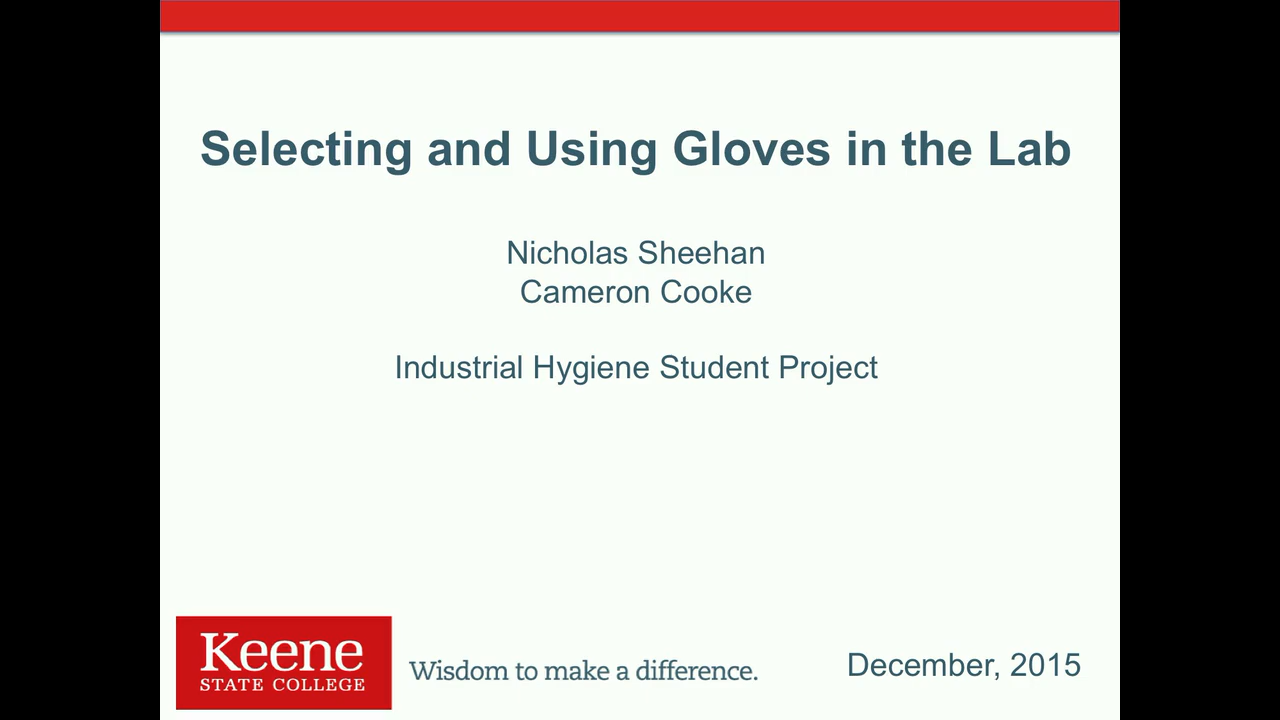 Selecting and Using Gloves in the Lab
Nicholas Sheehan
Cameron Cooke
Industrial Hygiene Student Project
Keene
STATE COLLEGE
Wisdom to make a difference.
December, 2015